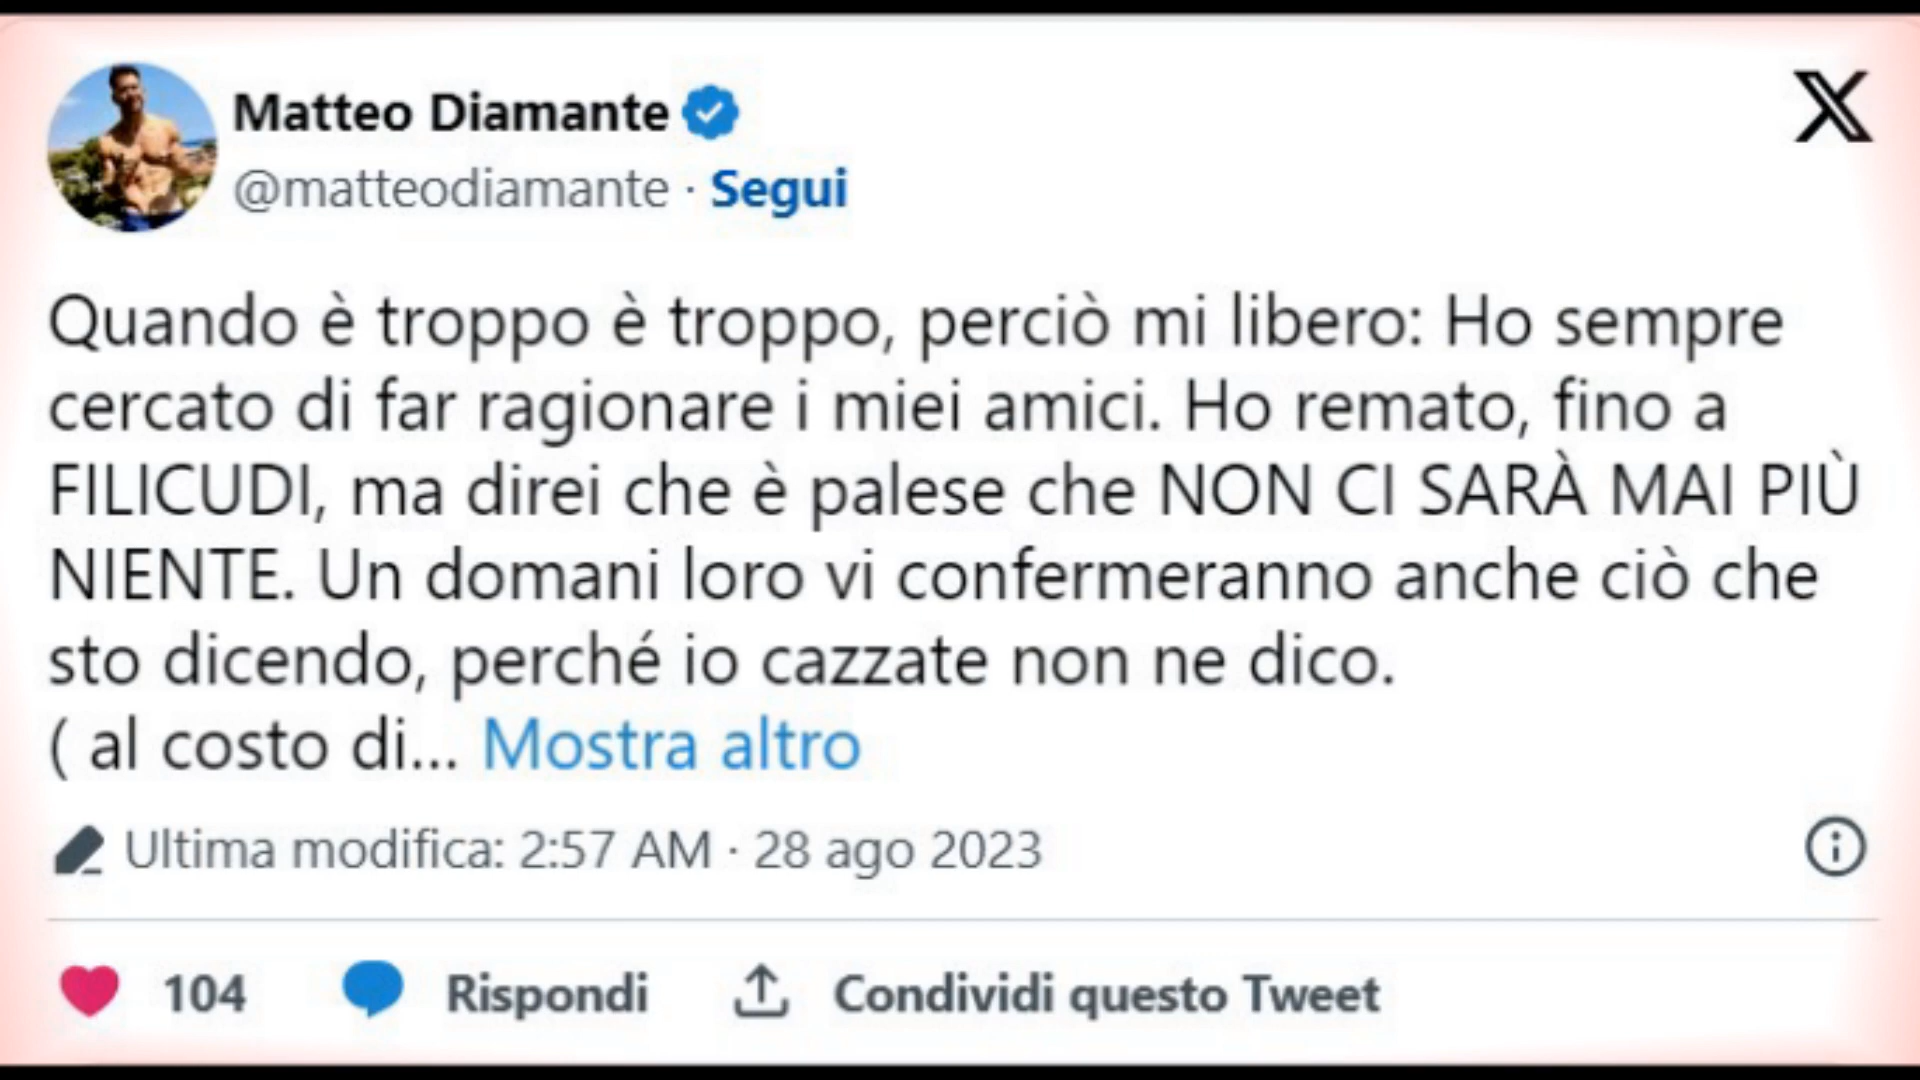 Matteo Diamante
@matteodiamante · Segui
Quando è troppo è troppo, perciò mi libero: Ho sempre
cercato di far ragionare i miei amici. Ho remato, fino a
FILICUDI, ma direi che è palese che NON CI SARÀ MAI PIÙ
NIENTE. Un domani loro vi confermeranno anche ciò che
sto dicendo, perché io cazzate non ne dico.
( al costo di... Mostra altro
Ultima modifica: 2:57 AM · 28 ago 2023
104 Rispondi Condividi questo Tweet